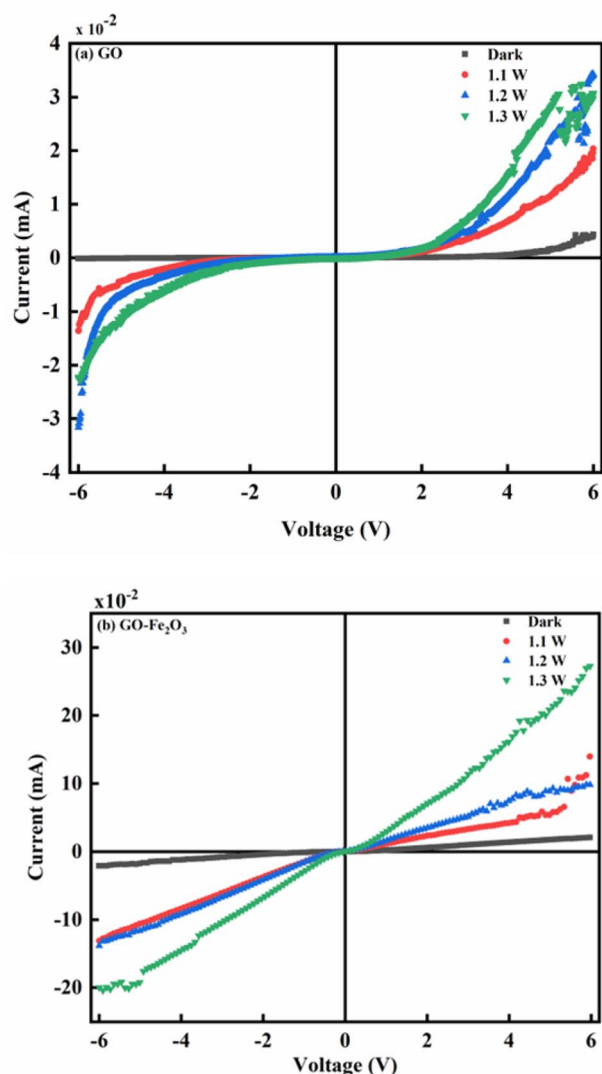 x 10⁻²
4
(a) GO
Dark
1.1 W
1.2 W
1.3 W
3
2
1
0
-1
-2
-3
-4
Current (mA)
-6 -4 -2 0 2 4 6
Voltage (V)
x10⁻²
(b) GO-Fe₂O₃
Dark
1.1 W
1.2 W
1.3 W
30
20
10
0
-10
-20
Current (mA)
-6 -4 -2 0 2 4 6
Voltage (V)